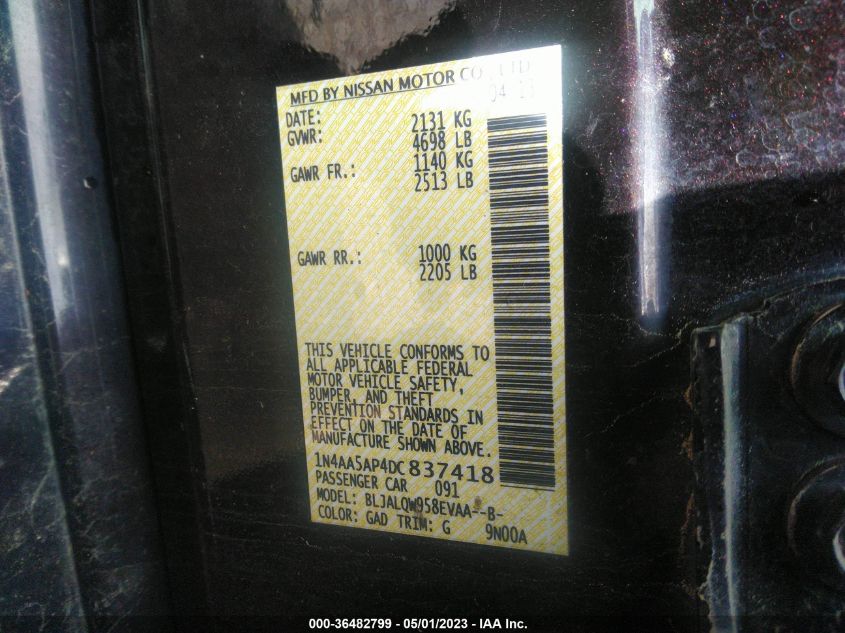 MFD BY NISSAN MOTOR CO., LTD
DATE: 04 13
GVWR: 2131 KG
4698 LB
GAWR FR.: 1140 KG
2513 LB
GAWR RR.: 1000 KG
2205 LB
THIS VEHICLE CONFORMS TO
ALL APPLICABLE FEDERAL
MOTOR VEHICLE SAFETY,
BUMPER, AND THEFT
PREVENTION STANDARDS IN
EFFECT ON THE DATE OF
MANUFACTURE SHOWN ABOVE.
1N4AA5AP4DC837418
PASSENGER CAR 091
MODEL: BLJALQW958EVAA--B-
COLOR: GAD TRIM: G 9N00A
000-36482799 - 05/01/2023 - IAA Inc.